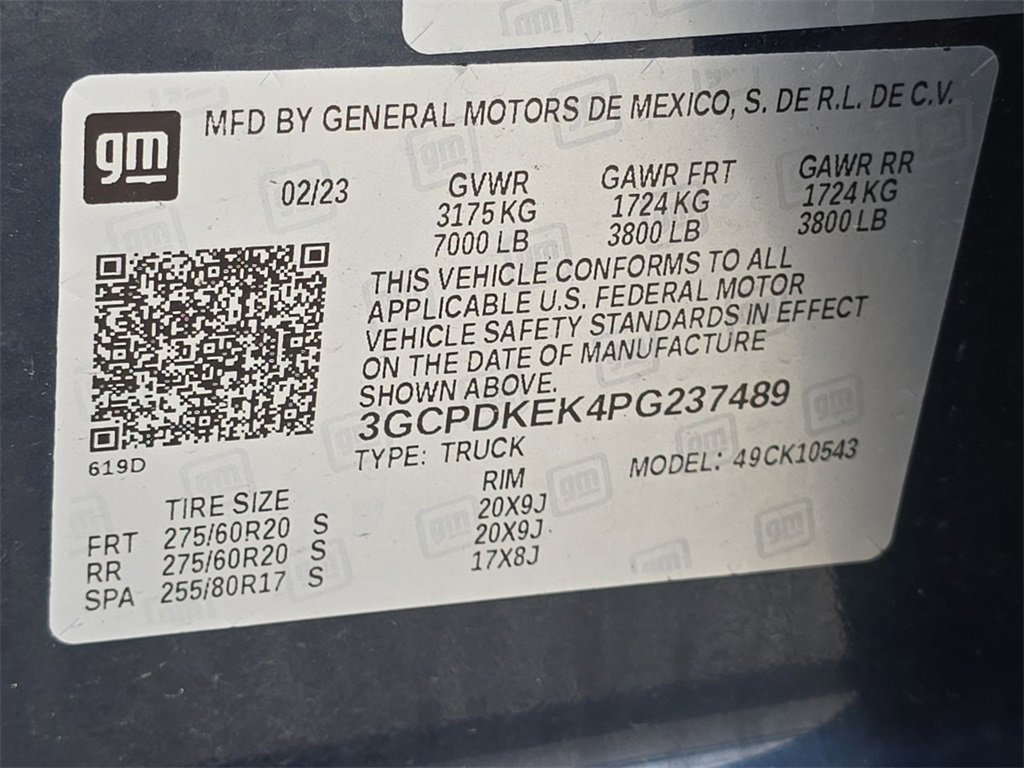 gm
MFD BY GENERAL MOTORS DE MEXICO, S. DE R.L. DE C.V.
02/23 GVWR GAWR FRT GAWR RR
3175 KG 1724 KG 1724 KG
7000 LB 3800 LB 3800 LB
THIS VEHICLE CONFORMS TO ALL
APPLICABLE U.S. FEDERAL MOTOR
VEHICLE SAFETY STANDARDS IN EFFECT
ON THE DATE OF MANUFACTURE
SHOWN ABOVE.
3GCPDKEK4PG237489
619D TYPE: TRUCK MODEL: 49CK10543
TIRE SIZE RIM
FRT 275/60R20 S 20X9J
RR 275/60R20 S 20X9J
SPA 255/80R17 S 17X8J